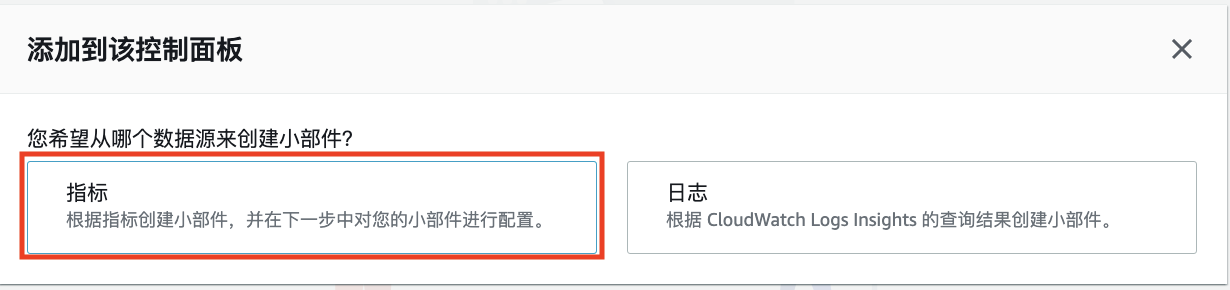 添加到该控制面板
您希望从哪个数据源来创建小部件?
指标
根据指标创建小部件，并在下一步中对您的小部件进行配置。
日志
根据 CloudWatch Logs Insights 的查询结果创建小部件。